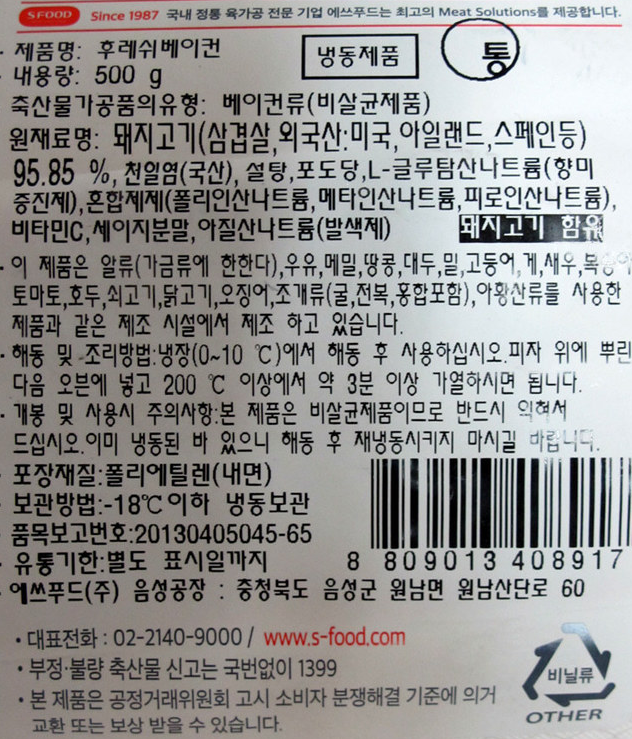 SFOOD Since 1987 국내 정통 육가공 전문 기업 에쓰푸드는 최고의 Meat Solutions를 제공합니다.
· 제품명: 후레쉬베이컨 냉동제품 통
· 내용량: 500 g
축산물가공품의유형: 베이컨류(비살균제품)
원재료명: 돼지고기(삼겹살,외국산:미국,아일랜드,스페인등)
95.85 %, 천일염(국산), 설탕,포도당,L-글루탐산나트륨(향미
증진제),혼합제제(폴리인산나트륨,메타인산나트륨,피로인산나트륨),
비타민C,세이지분말,아질산나트륨(발색제) 돼지고기 함유
· 이 제품은 알류(가금류에 한한다),우유,메밀,땅콩,대두,밀,고등어,게,새우,복숭아
토마토,호두,쇠고기,닭고기,오징어,조개류(굴,전복,홍합포함),아황산류를 사용한
제품과 같은 제조 시설에서 제조 하고 있습니다.
· 해동 및 조리방법:냉장(0~10 ℃)에서 해동 후 사용하십시오.피자 위에 뿌린
다음 오븐에 넣고 200 ℃ 이상에서 약 3분 이상 가열하시면 됩니다.
· 개봉 및 사용시 주의사항:본 제품은 비살균제품이므로 반드시 익혀서
드십시오.이미 냉동된 바 있으니 해동 후 재냉동시키지 마시길 바랍니다.
· 포장재질:폴리에틸렌(내면)
· 보관방법:-18℃이하 냉동보관
· 품목보고번호:20130405045-65
· 유통기한:별도 표시일까지
8 809013 408917
· 에쓰푸드(주) 음성공장 : 충청북도 음성군 원남면 원남산단로 60
· 대표전화 : 02-2140-9000 / www.s-food.com
· 부정·불량 축산물 신고는 국번없이 1399
· 본 제품은 공정거래위원회 고시 소비자 분쟁해결 기준에 의거
교환 또는 보상 받을 수 있습니다.
비닐류
OTHER